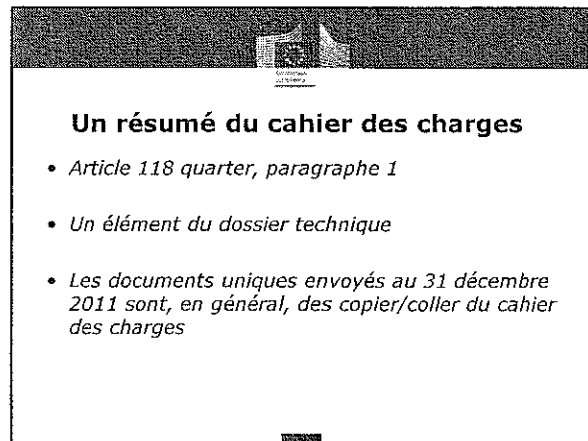 Un résumé du cahier des charges
• Article 118 quarter, paragraphe 1
• Un élément du dossier technique
• Les documents uniques envoyés au 31 décembre
2011 sont, en général, des copier/coller du cahier
des charges